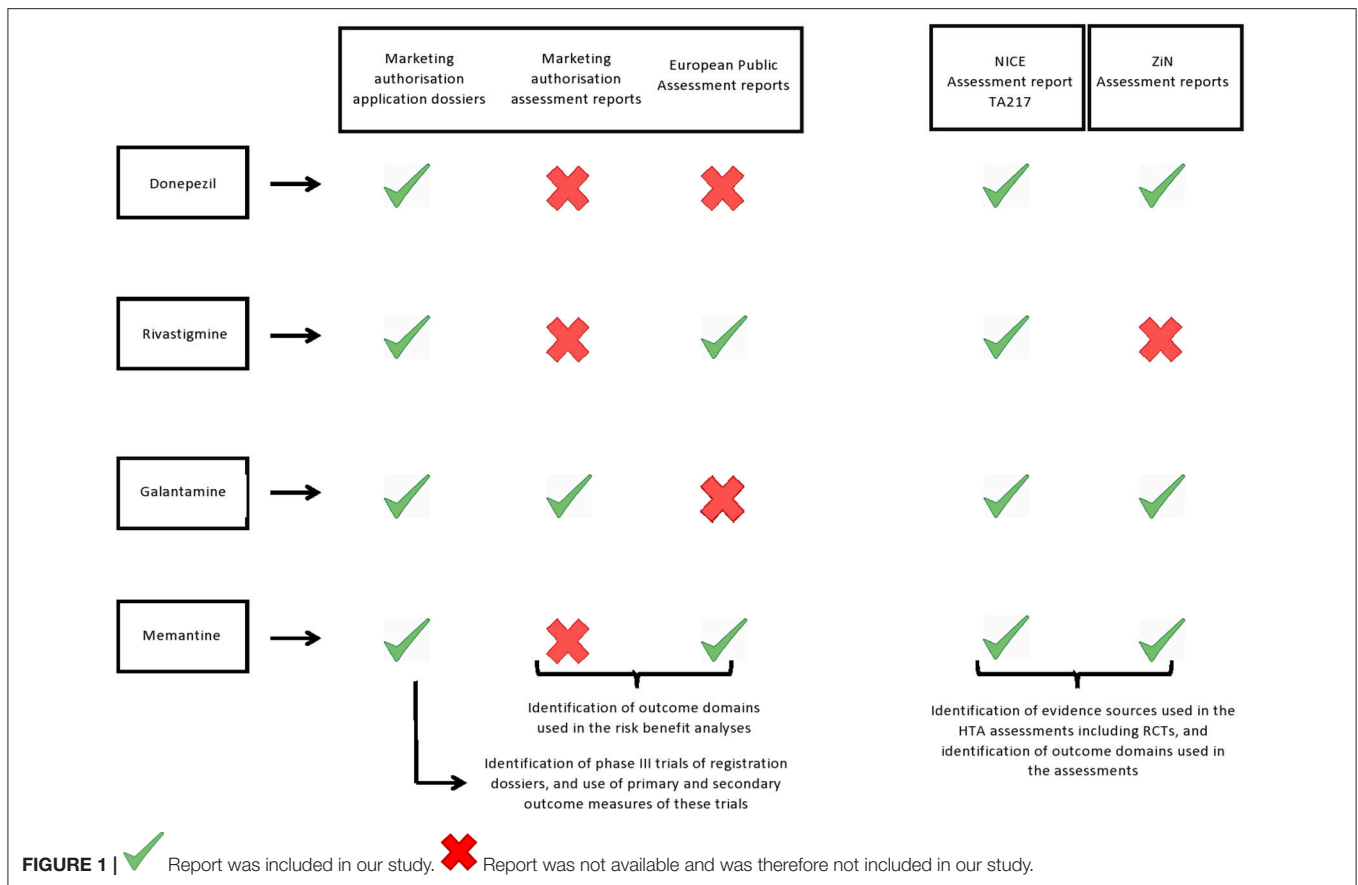 Marketing
authorisation
application dossiers
Marketing
authorisation
assessment reports
European Public
Assessment reports
NICE
Assessment report
TA217
ZiN
Assessment reports
Donepezil
Rivastigmine
Galantamine
Memantine
Identification of outcome domains
used in the risk benefit analyses
Identification of phase III trials of registration
dossiers, and use of primary and secondary
outcome measures of these trials
Identification of evidence sources used in the
HTA assessments including RCTs, and
identification of outcome domains used in
the assessments
FIGURE 1 | Report was included in our study. Report was not available and was therefore not included in our study.